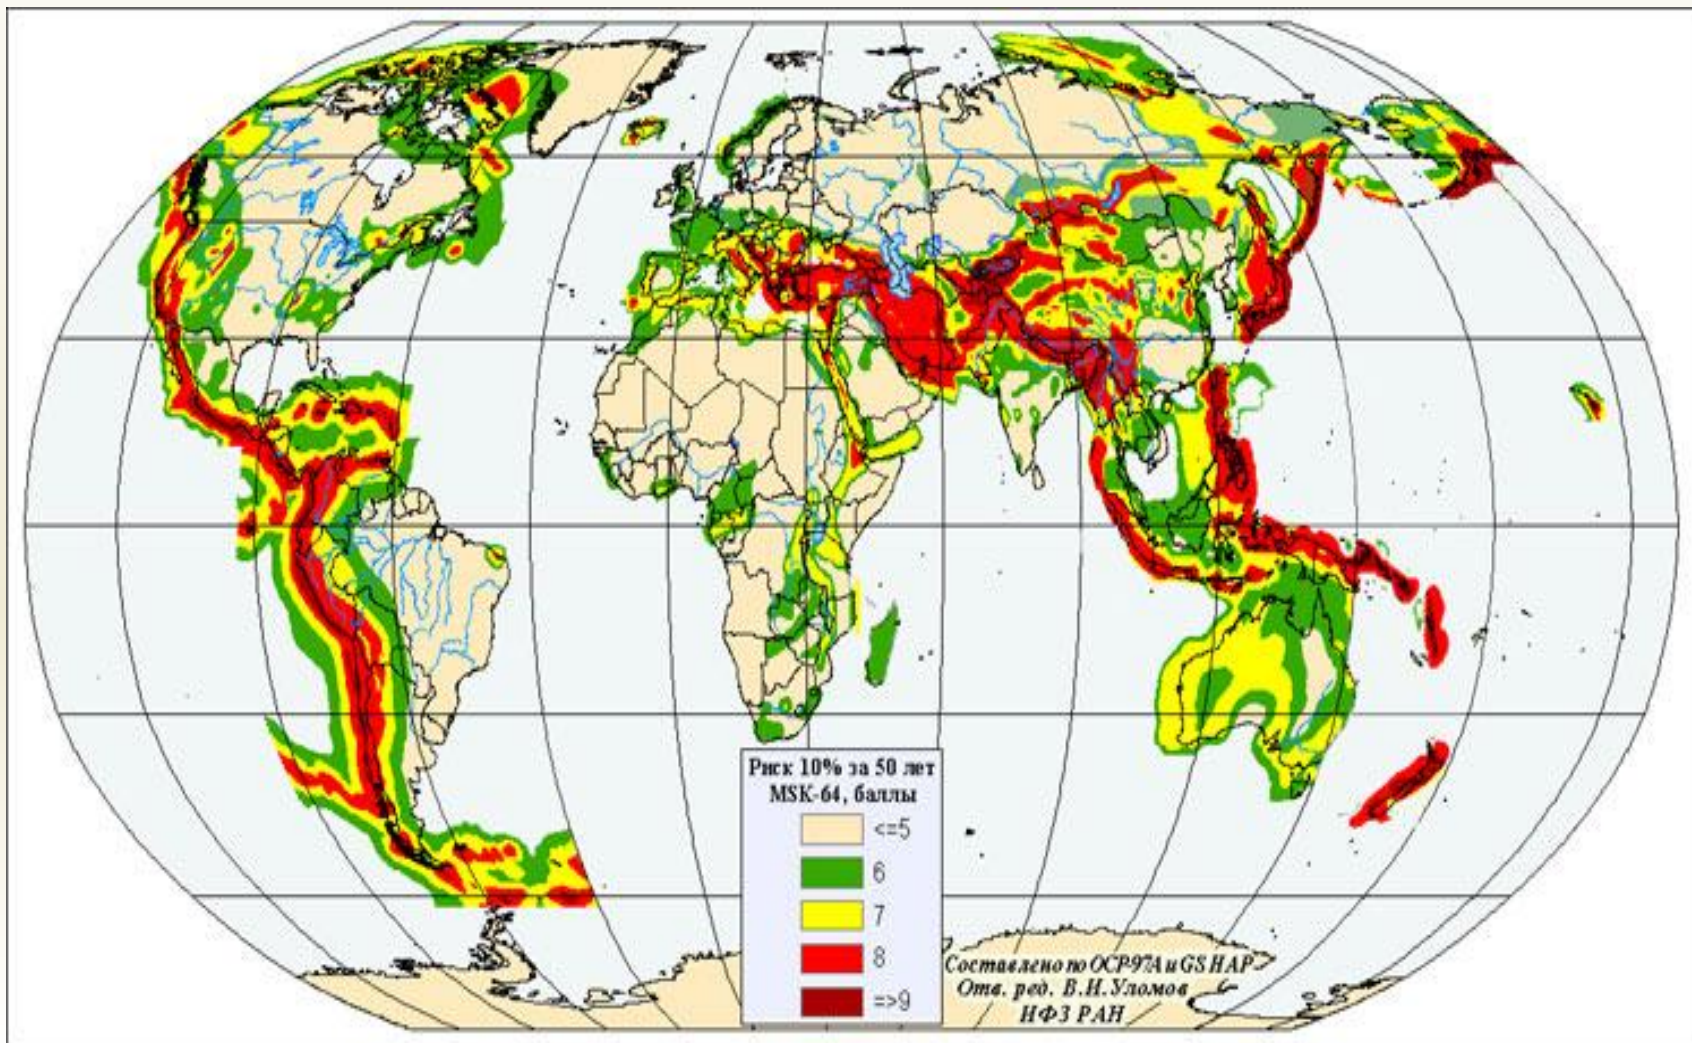 Риск 10% за 50 лет
MSK-64, баллы
<=5
6
7
8
=>9
Составлено по ОСР-97А и GSHAP
Отв. ред. В.И.Уломов
ИФЗ РАН